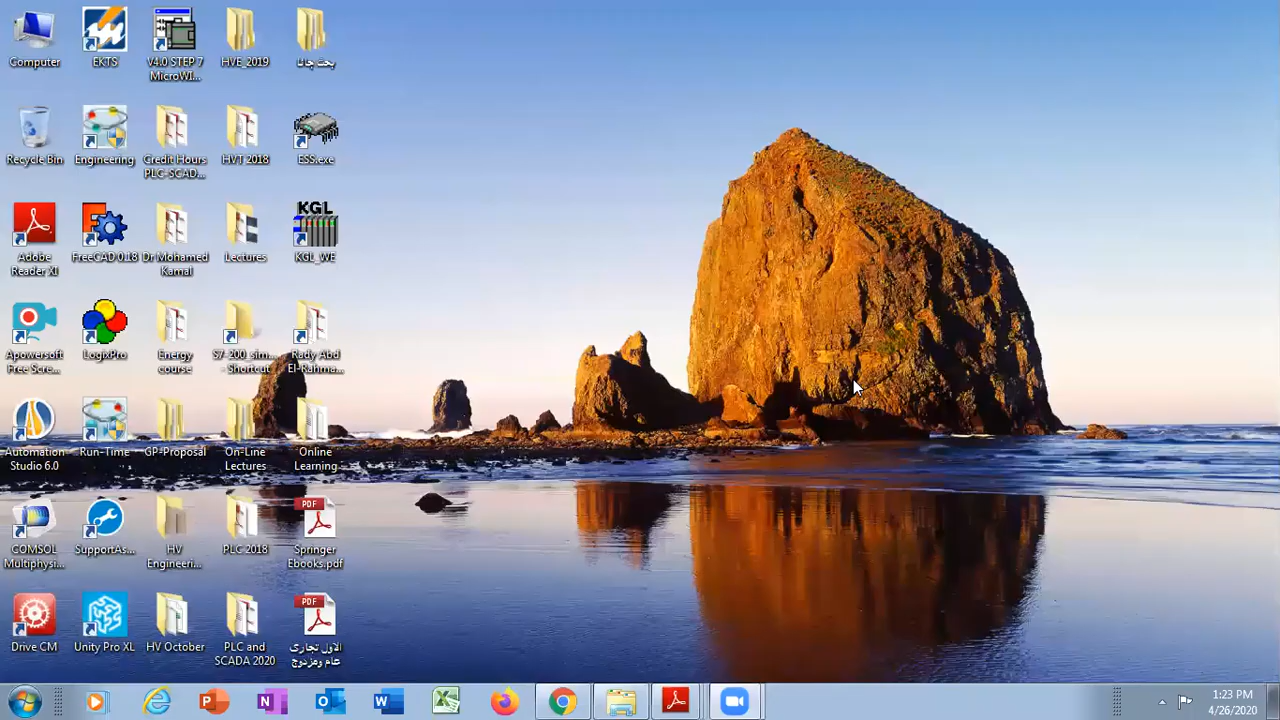 Computer
EKTS
V4.0 STEP 7
MicroWI...
HVE_2019
بحث جانا
Recycle Bin
Engineering
Credit Hours
PLC-SCAD...
HVT 2018
ESS.exe
Adobe
Reader XI
FreeCAD 0.18
Dr Mohamed
Kamal
Lectures
KGL
KGL_WE
Apowersoft
Free Scre...
LogixPro
Energy
course
S7-200_sim...
- Shortcut
Rady Abd
El-Rahma...
Automation
Studio 6.0
Run-Time
GP-Proposal
On-Line
Lectures
Online
Learning...
COMSOL
Multiphysi...
SupportAs...
HV
Engineeri...
PLC 2018
PDF
Springer
Ebooks.pdf
Drive CM
Unity Pro XL
HV October
PLC and
SCADA 2020
PDF
الاول تجارى
عام ومزدوج
1:23 PM
4/26/2020